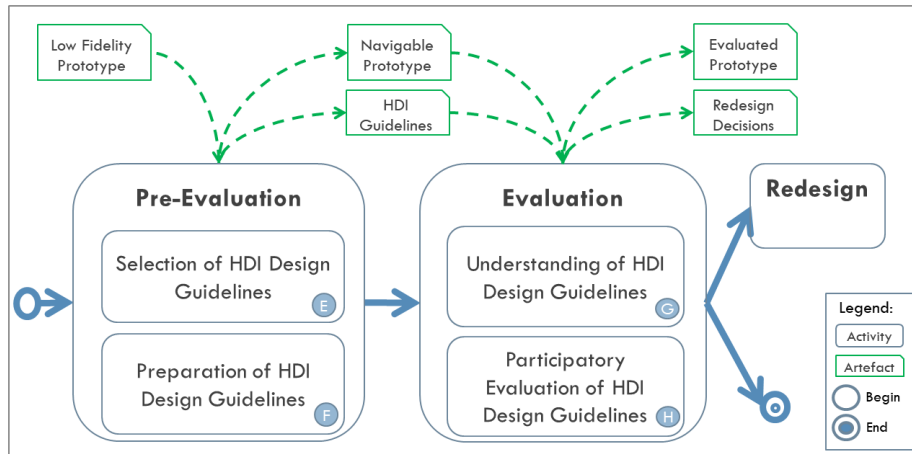 Low Fidelity
Prototype
Navigable
Prototype
Evaluated
Prototype
HDI
Guidelines
Redesign
Decisions
Pre-Evaluation
Selection of HDI Design
Guidelines
E
Preparation of HDI
Design Guidelines
F
Evaluation
Understanding of HDI
Design Guidelines
G
Participatory
Evaluation of HDI
Design Guidelines
H
Redesign
Legend:
Activity
Artefact
Begin
End